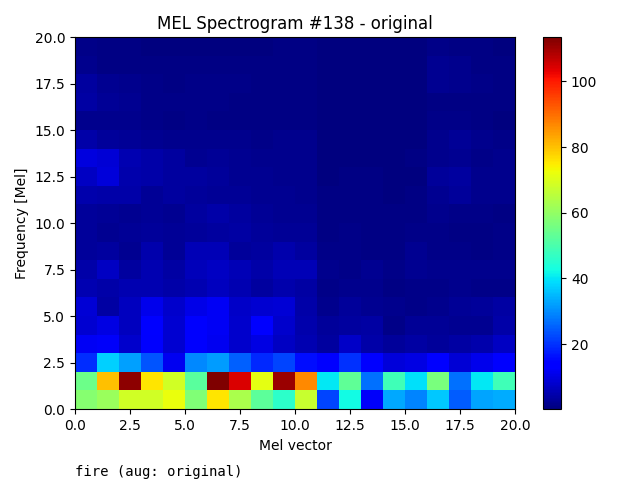 MEL Spectrogram #138 - original
20.0
17.5
15.0
12.5
10.0
7.5
5.0
2.5
0.0
Frequency [Mel]
0.0 2.5 5.0 7.5 10.0 12.5 15.0 17.5 20.0
Mel vector
100
80
60
40
20
fire (aug: original)